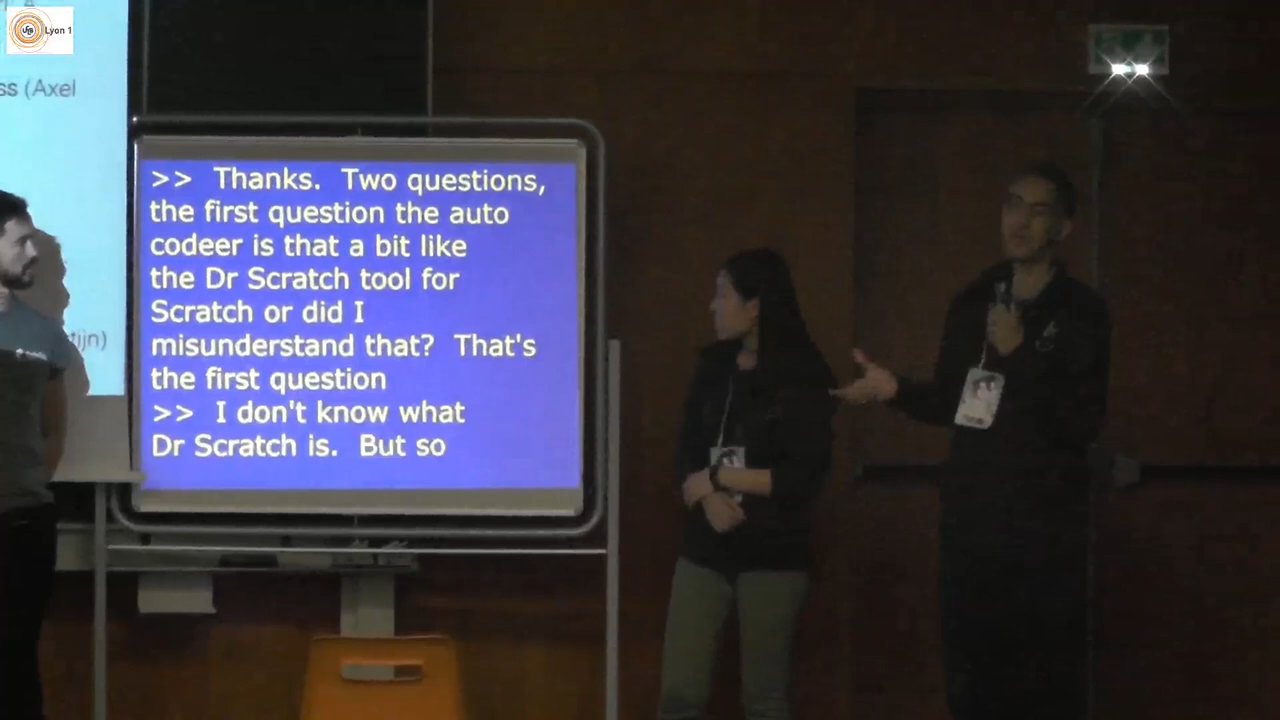 Lyon 1
ss (Axel
tijn)
>> Thanks. Two questions,
the first question the auto
codeer is that a bit like
the Dr Scratch tool for
Scratch or did I
misunderstand that? That's
the first question
>> I don't know what
Dr Scratch is. But so